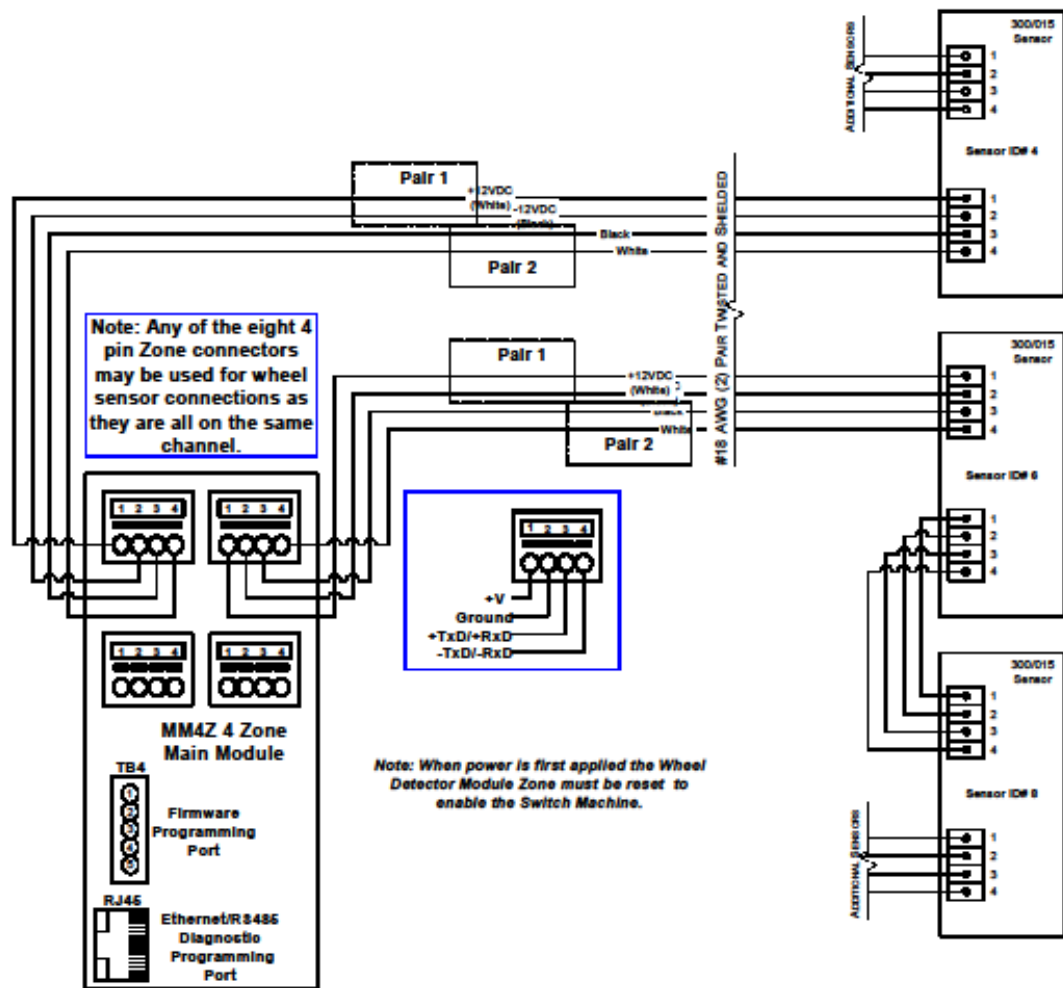 300/015
Sensor
1
2
3
4
ADDITIONAL SENSORS
Sensor ID# 4
1
2
3
4
Pair 1
+12VDC
(White)
-12VDC
(Black)
Black
White
Pair 2
#18 AWG (2) PAIR TWISTED AND SHIELDED
Note: Any of the eight 4
pin Zone connectors
may be used for wheel
sensor connections as
they are all on the same
channel.
Pair 1
+12VDC
(White)
Black
White
Pair 2
300/015
Sensor
1
2
3
4
Sensor ID# 6
1
2
3
4
1 2 3 4
1 2 3 4
1 2 3 4
+V
Ground
+TxD/+RxD
-TxD/-RxD
1 2 3 4
1 2 3 4
MM4Z 4 Zone
Main Module
TB4
1
2
3
4
5
Firmware
Programming
Port
RJ45
Ethernet/RS485
Diagnostic
Programming
Port
Note: When power is first applied the Wheel
Detector Module Zone must be reset to
enable the Switch Machine.
300/015
Sensor
1
2
3
4
Sensor ID# 8
ADDITIONAL SENSORS
1
2
3
4